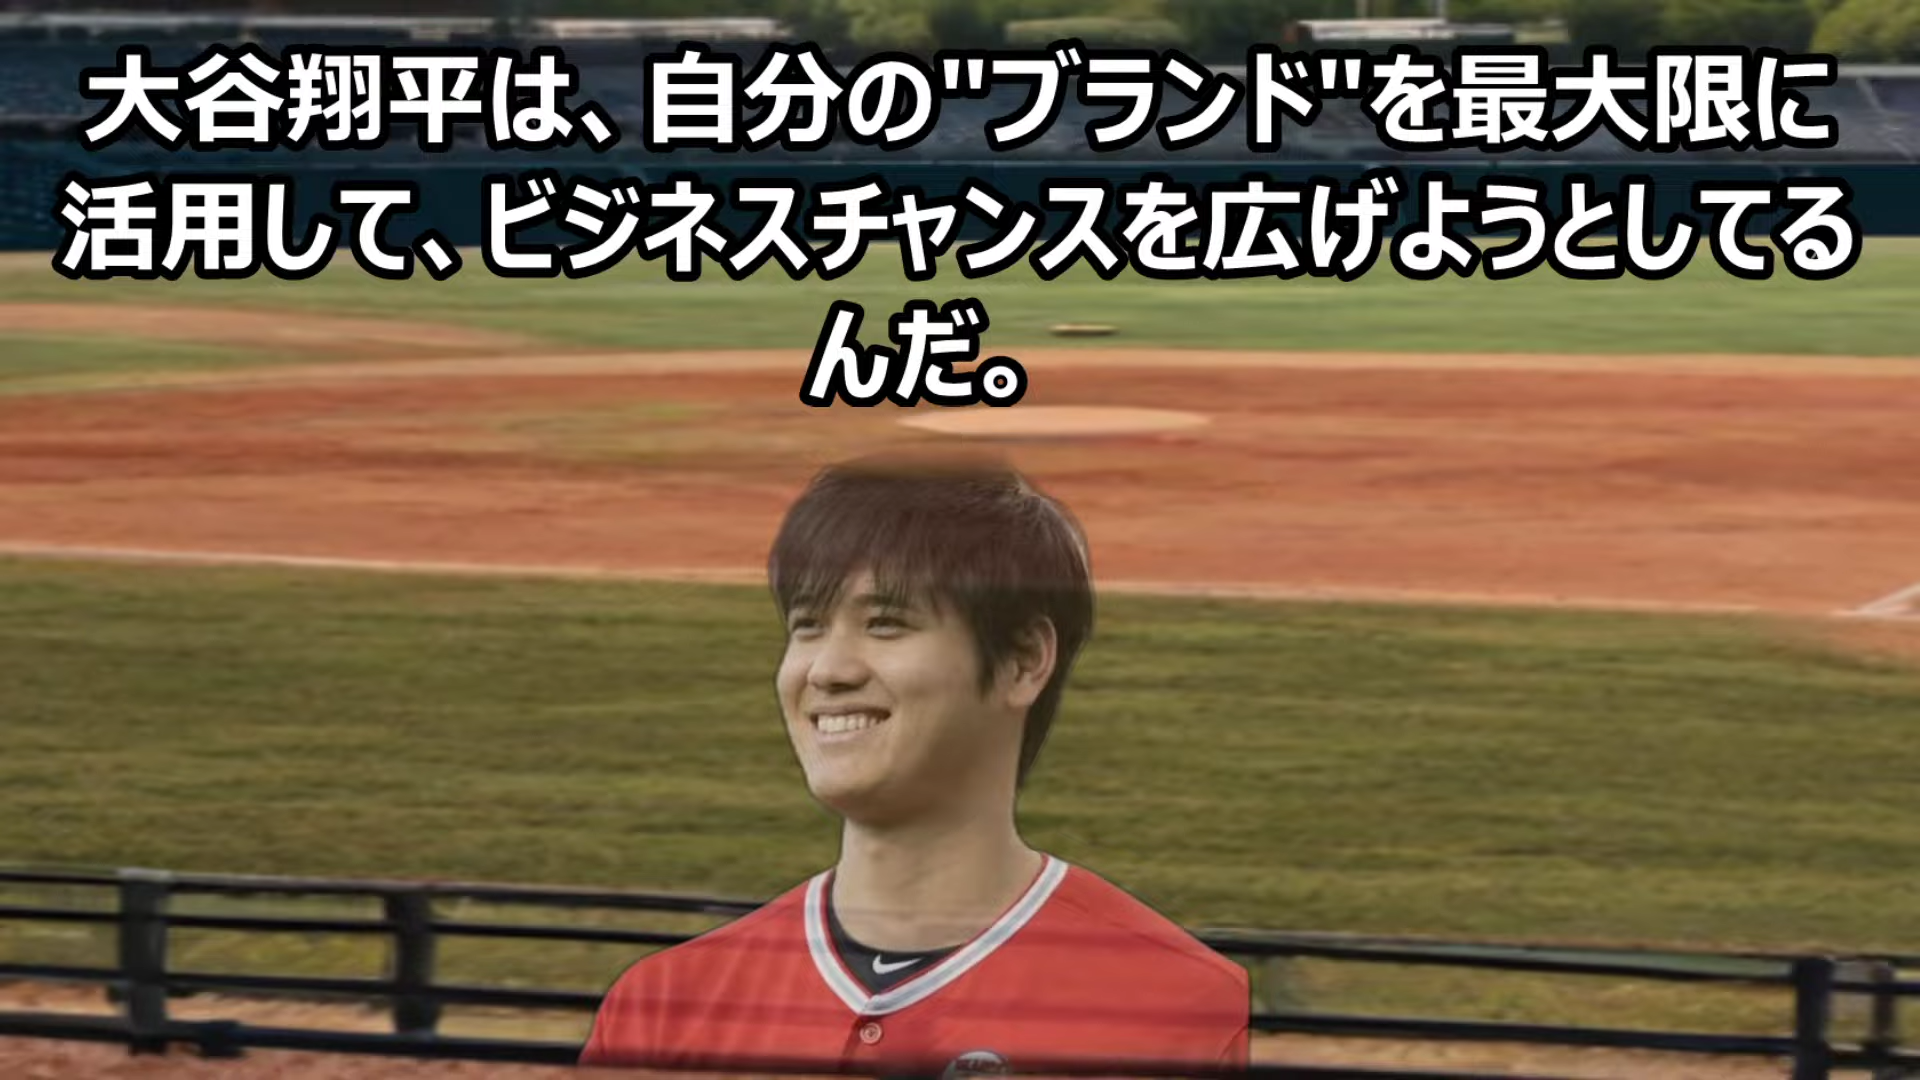 大谷翔平は、自分の"ブランド"を最大限に
活用して、ビジネスチャンスを広げようとしてる
んだ。